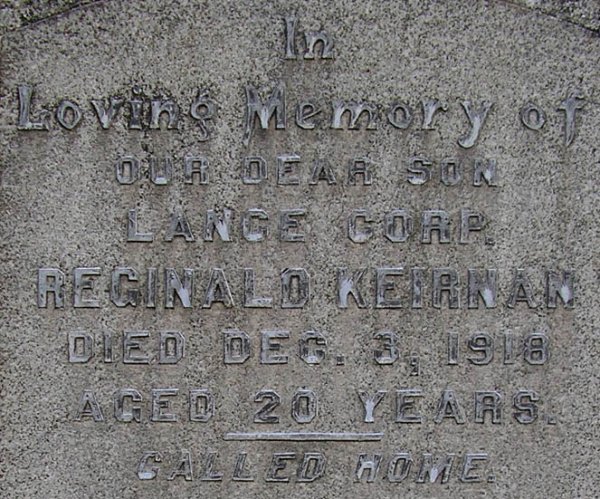 In
Loving Memory of
OUR DEAR SON
LANCE CORP.
REGINALD KEIRNAN
DIED DEC. 3, 1918
AGED 20 YEARS.
CALLED HOME.